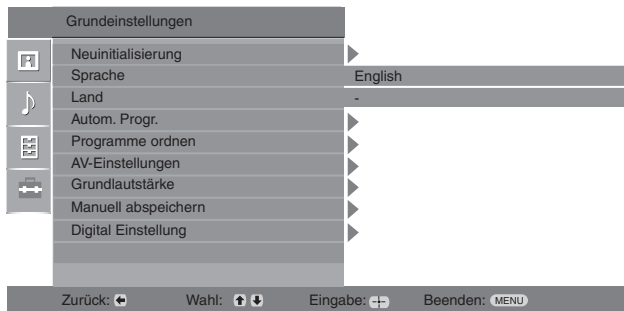 Grundeinstellungen
Neuinitialisierung
Sprache English
Land -
Autom. Progr.
Programme ordnen
AV-Einstellungen
Grundlautstärke
Manuell abspeichern
Digital Einstellung
Zurück: Wahl: Eingabe: Beenden: MENU